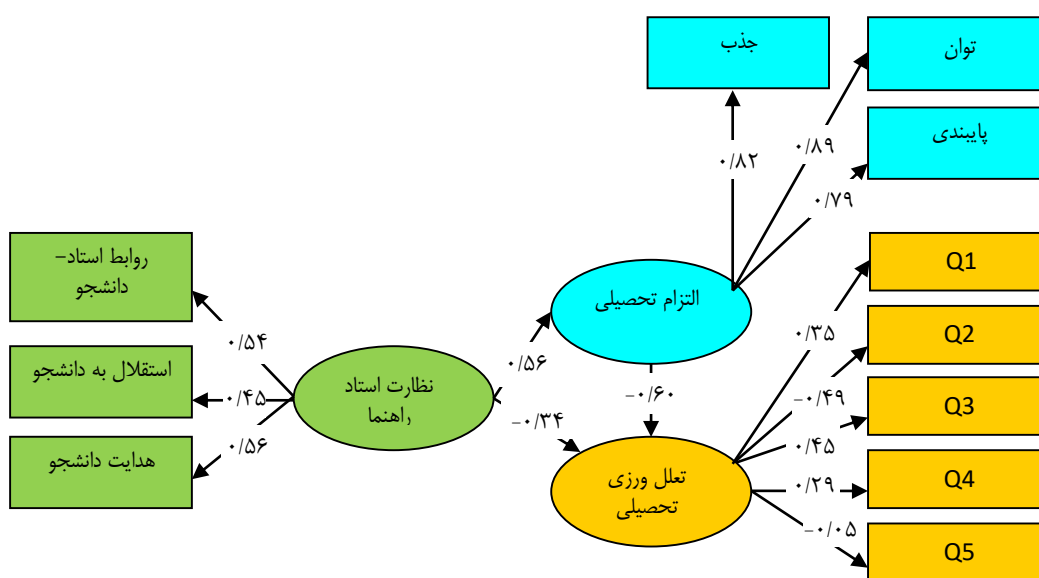 جذب
توان
۰/۸۲
۰/۸۹
پایبندی
۰/۷۹
روابط استاد–
دانشجو
۰/۵۴
استقلال به دانشجو
۰/۴۵
هدایت دانشجو
۰/۵۶
نظارت استاد
راهنما
۰/۵۶
–۰/۳۴
التزام تحصیلی
–۰/۶۰
تعلل ورزی
تحصیلی
۰/۳۵
Q1
–۰/۴۹
Q2
۰/۴۵
Q3
۰/۲۹
Q4
–۰/۰۵
Q5